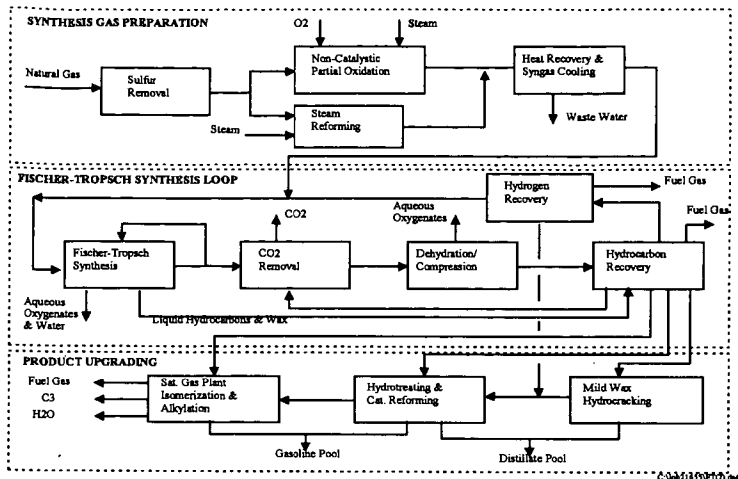 SYNTHESIS GAS PREPARATION
O2
Steam
Natural Gas
Sulfur
Removal
Non-Catalystic
Partial Oxidation
Heat Recovery &
Syngas Cooling
Steam
Reforming
Steam
Waste Water
FISCHER-TROPSCH SYNTHESIS LOOP
Hydrogen
Recovery
Fuel Gas
Fuel Gas
CO2
Aqueous
Oxygenates
Fischer-Tropsch
Synthesis
CO2
Removal
Dehydration/
Compression
Hydrocarbon
Recovery
Aqueous
Oxygenates
& Water
Liquid Hydrocarbons & Wax
PRODUCT UPGRADING
Fuel Gas
C3
H2O
Sat. Gas Plant
Isomerization &
Alkylation
Hydrotreating &
Cat. Reforming
Mild Wax
Hydrocracking
Gasoline Pool
Distillate Pool